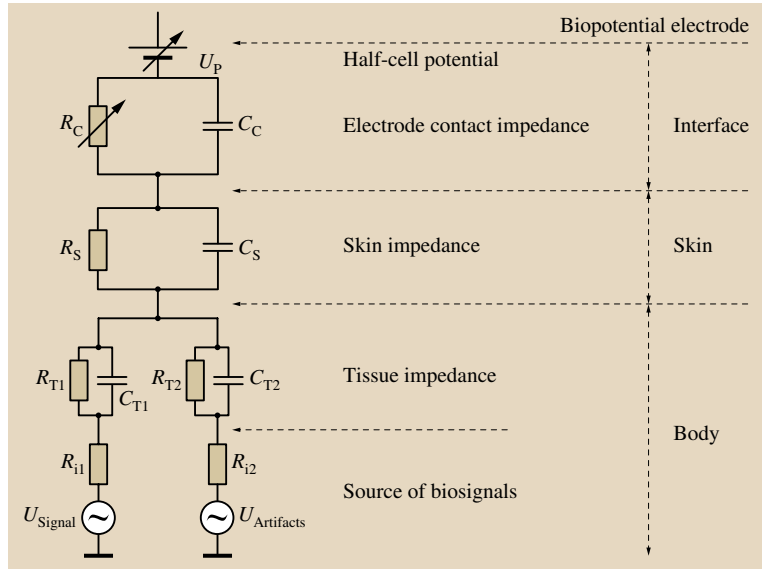 Biopotential electrode
U_P
Half-cell potential
R_C
C_C
Electrode contact impedance
Interface
R_S
C_S
Skin impedance
Skin
R_T1
C_T1
R_T2
C_T2
Tissue impedance
Body
R_i1
R_i2
Source of biosignals
U_Signal
~
~
U_Artifacts